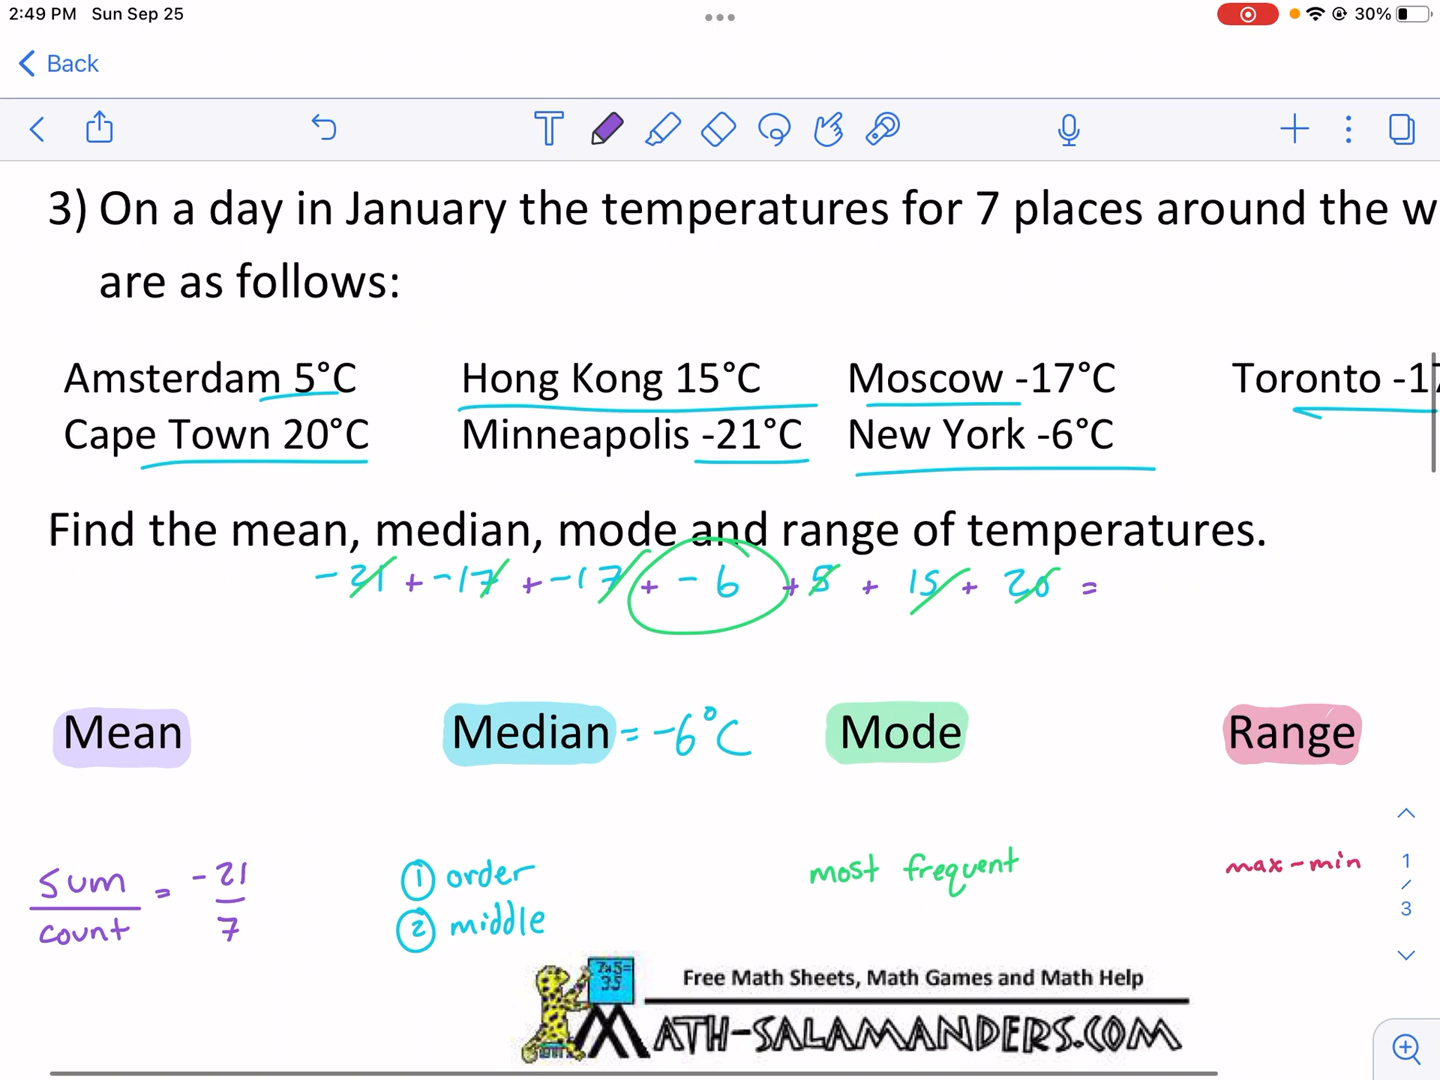 2:49 PM Sun Sep 25
30%
Back
3) On a day in January the temperatures for 7 places around the w
are as follows:
Amsterdam 5°C Hong Kong 15°C Moscow -17°C Toronto -17
Cape Town 20°C Minneapolis -21°C New York -6°C
Find the mean, median, mode and range of temperatures.
-21 + -17 + -17 + -6 + 5 + 15 + 20 =
Mean Median = -6°C Mode Range
sum / count = -21 / 7
① order
② middle
most frequent
max-min
1 / 3
7x5=
35
Free Math Sheets, Math Games and Math Help
MATH-SALAMANDERS.COM